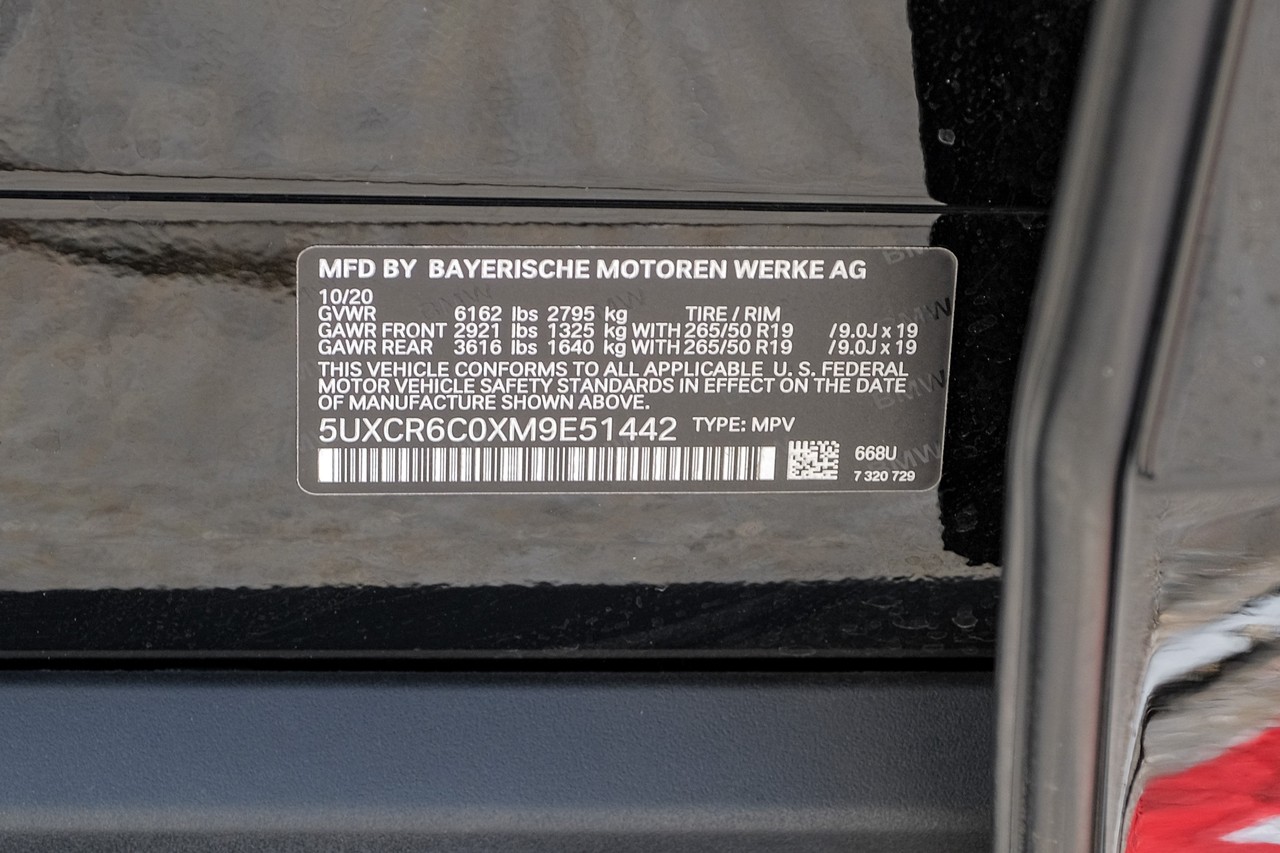 MFD BY BAYERISCHE MOTOREN WERKE AG
10/20
GVWR 6162 lbs 2795 kg TIRE / RIM
GAWR FRONT 2921 lbs 1325 kg WITH 265/50 R19 /9.0J x 19
GAWR REAR 3616 lbs 1640 kg WITH 265/50 R19 /9.0J x 19
THIS VEHICLE CONFORMS TO ALL APPLICABLE U. S. FEDERAL
MOTOR VEHICLE SAFETY STANDARDS IN EFFECT ON THE DATE
OF MANUFACTURE SHOWN ABOVE.
5UXCR6C0XM9E51442 TYPE: MPV
668U
7 320 729